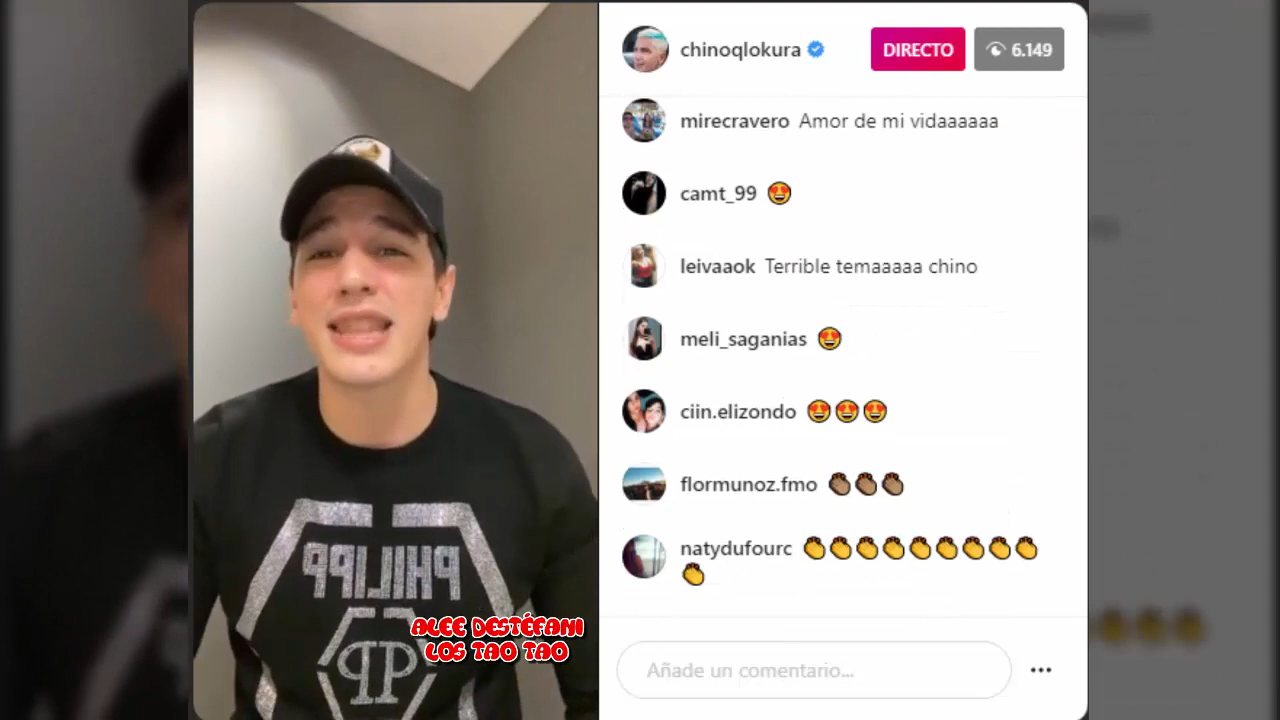 chinoqlokura
DIRECTO
6.149
mirecravero Amor de mi vidaaaaaa
camt_99 😍
leivaaok Terrible temaaaaa chino
meli_saganias 😍
ciin.elizondo 😍😍😍
flormunoz.fmo 👏🏽👏🏽👏🏽
natydufourc 👏👏👏👏👏👏👏👏👏
👏
Añade un comentario...
PHILIPP
PP
ALEE DESTÉFANI
LOS TAO TAO